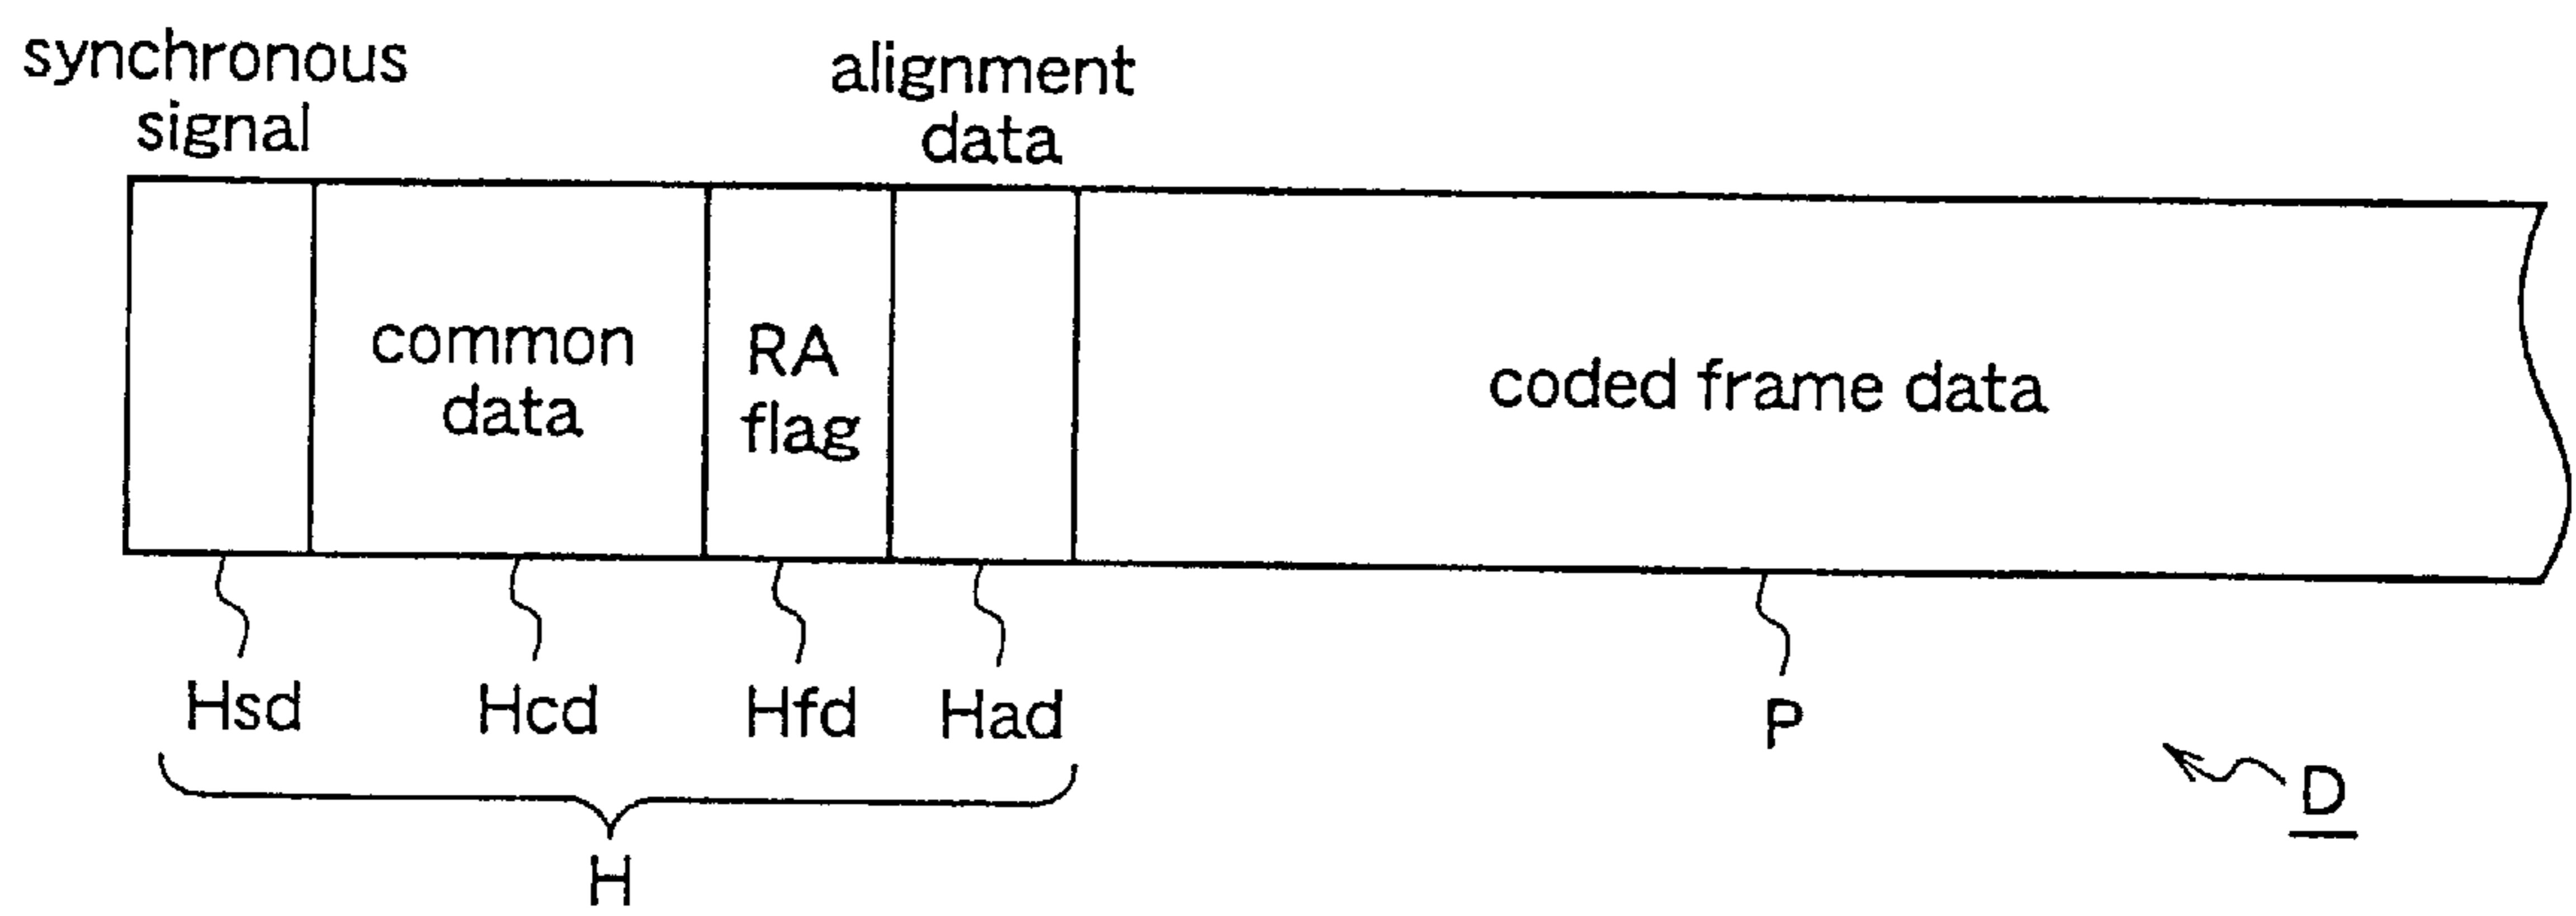 synchronous
signal
alignment
data
common
data
RA
flag
coded frame data
Hsd
Hcd
Hfd
Had
P
D
H